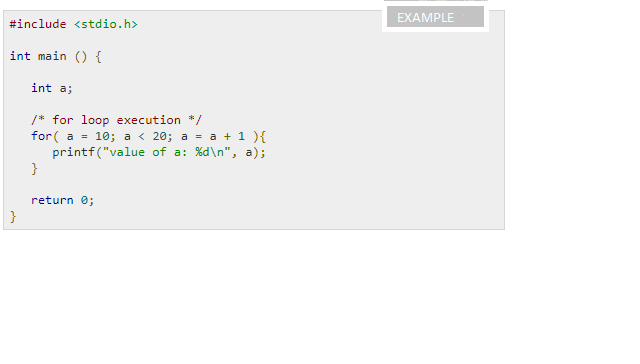 EXAMPLE
#include <stdio.h>
int main () {
int a;
/* for loop execution */
for( a = 10; a < 20; a = a + 1 ){
printf("value of a: %d\n", a);
}
return 0;
}